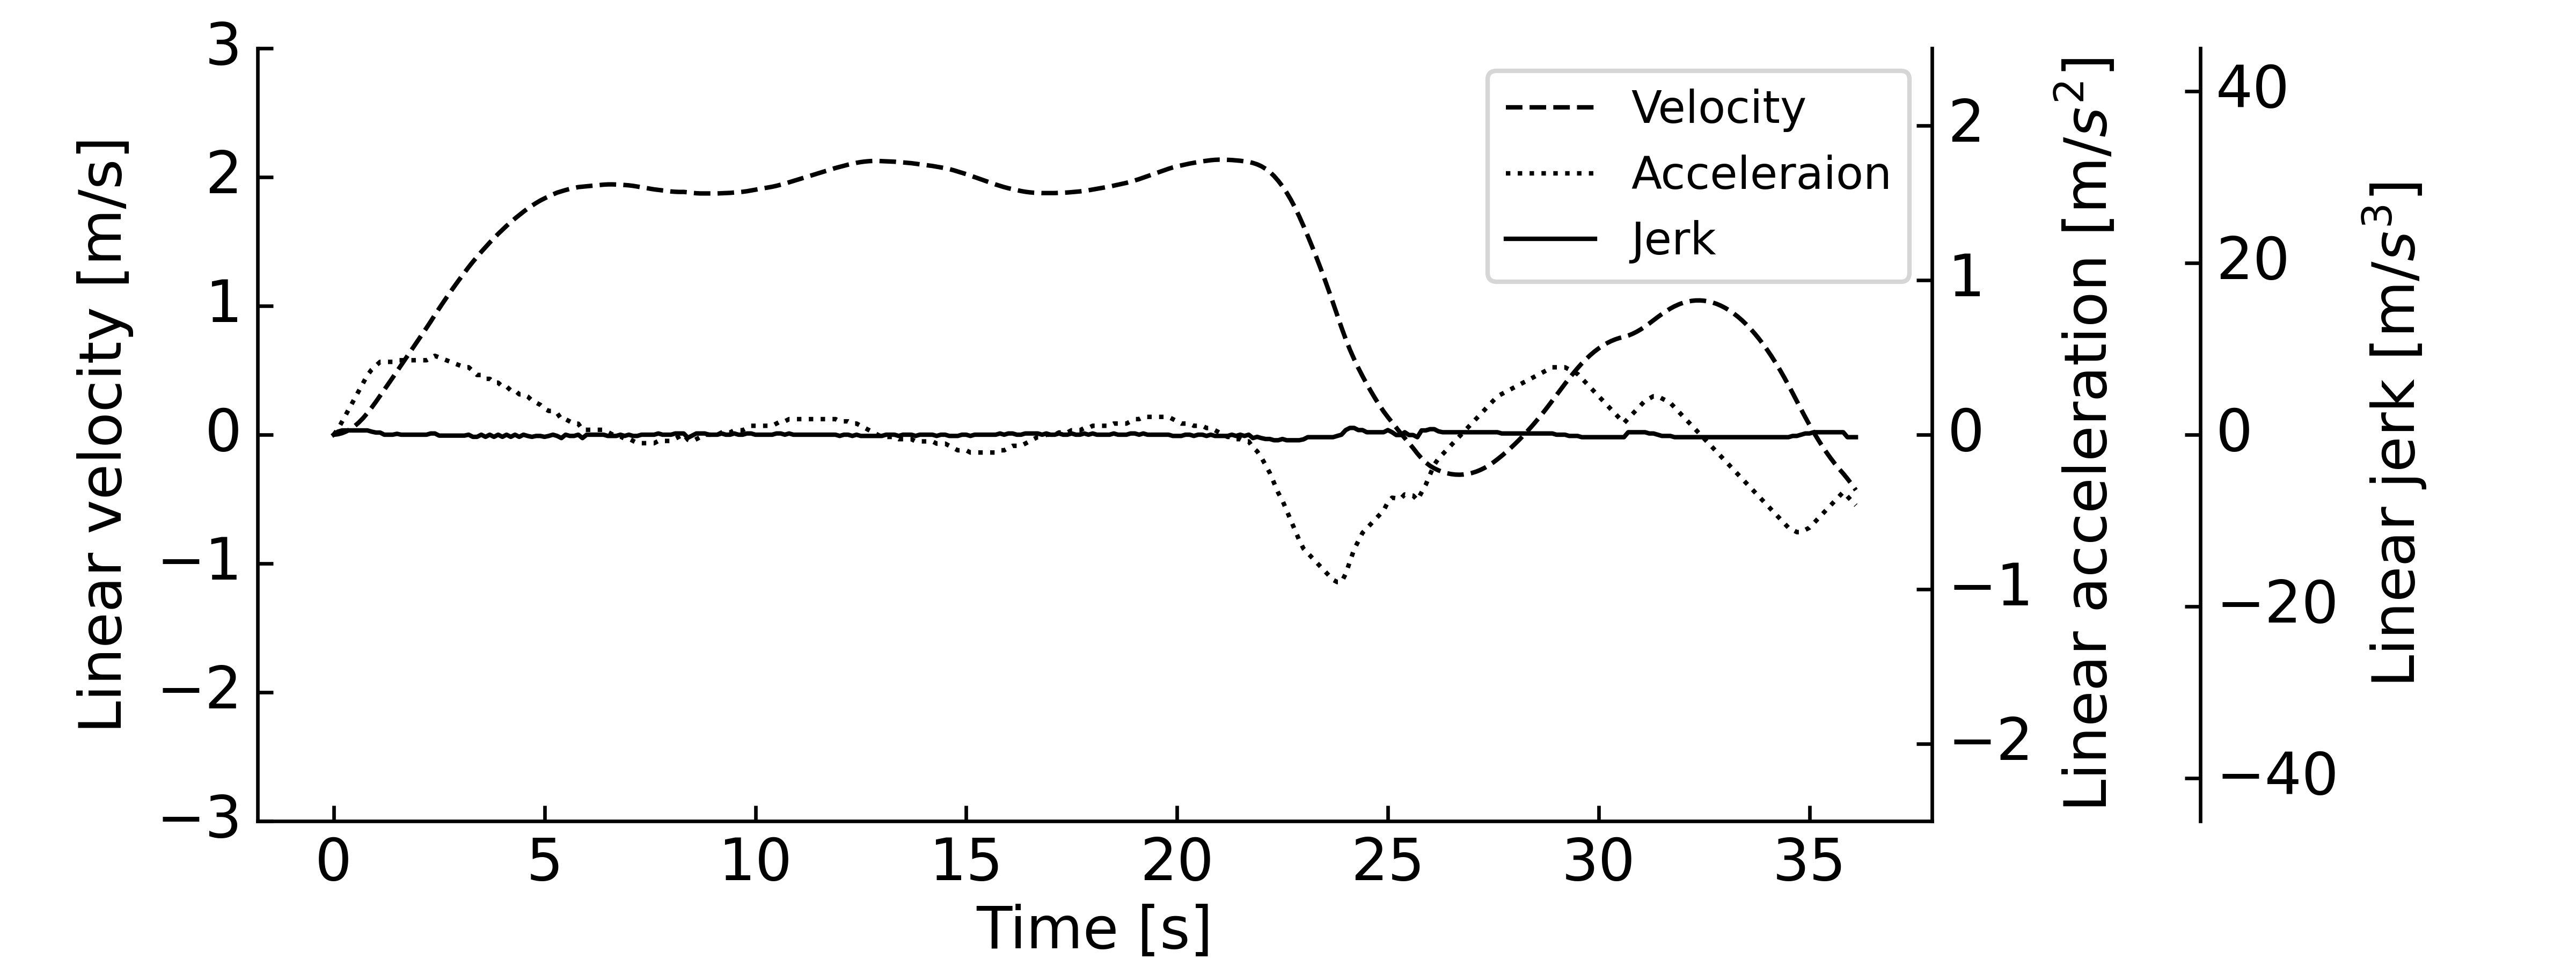 Linear velocity [m/s]
3
2
1
0
−1
−2
−3
0 5 10 15 20 25 30 35
Time [s]
Velocity
Acceleraion
Jerk
2
1
0
−1
−2
Linear acceleration [m/s²]
40
20
0
−20
−40
Linear jerk [m/s³]